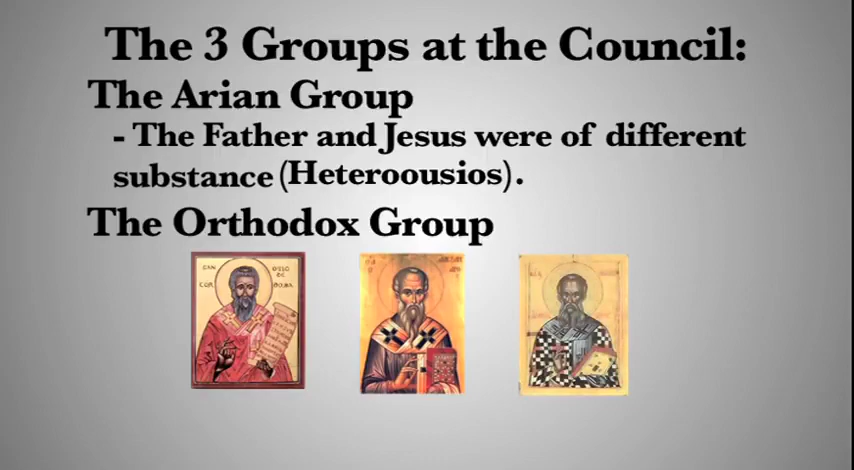 The 3 Groups at the Council:
The Arian Group
- The Father and Jesus were of different
substance (Heteroousios).
The Orthodox Group